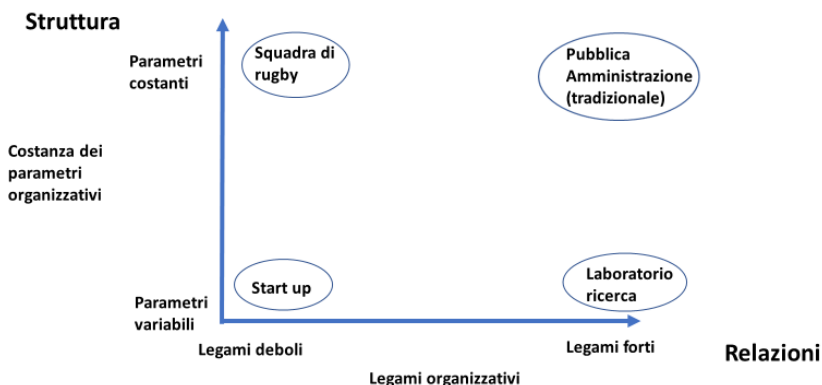 Struttura
Parametri
costanti
Squadra di
rugby
Pubblica
Amministrazione
(tradizionale)
Costanza dei
parametri
organizzativi
Start up
Laboratorio
ricerca
Parametri
variabili
Legami deboli
Legami forti
Relazioni
Legami organizzativi